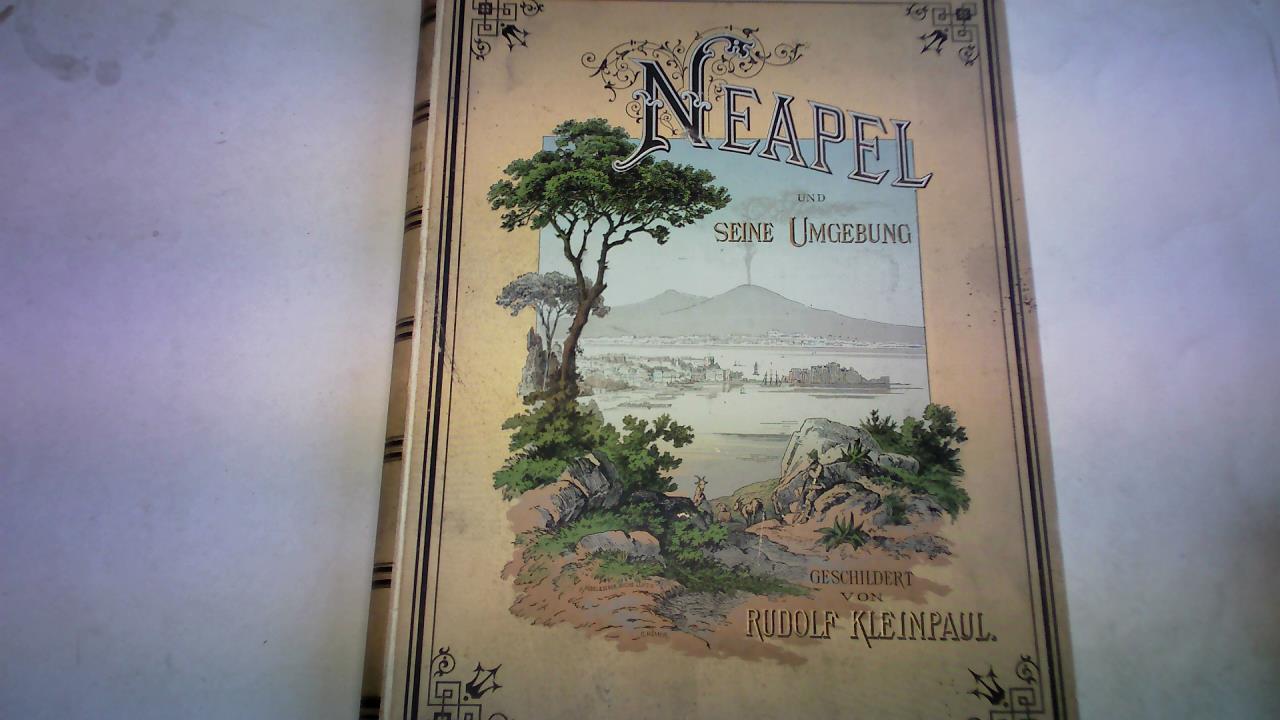 NEAPEL
UND
SEINE UMGEBUNG
GESCHILDERT
VON
RUDOLF KLEINPAUL.